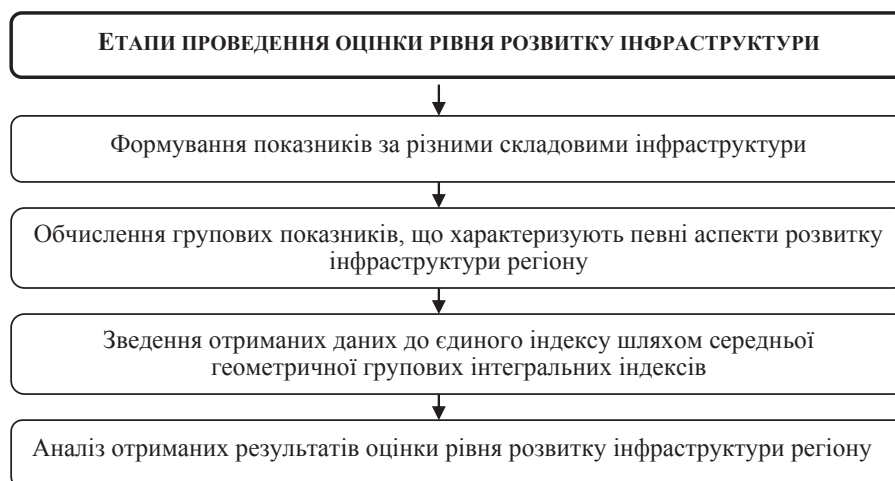 ЕТАПИ ПРОВЕДЕННЯ ОЦІНКИ РІВНЯ РОЗВИТКУ ІНФРАСТРУКТУРИ
Формування показників за різними складовими інфраструктури
Обчислення групових показників, що характеризують певні аспекти розвитку
інфраструктури регіону
Зведення отриманих даних до єдиного індексу шляхом середньої
геометричної групових інтегральних індексів
Аналіз отриманих результатів оцінки рівня розвитку інфраструктури регіону